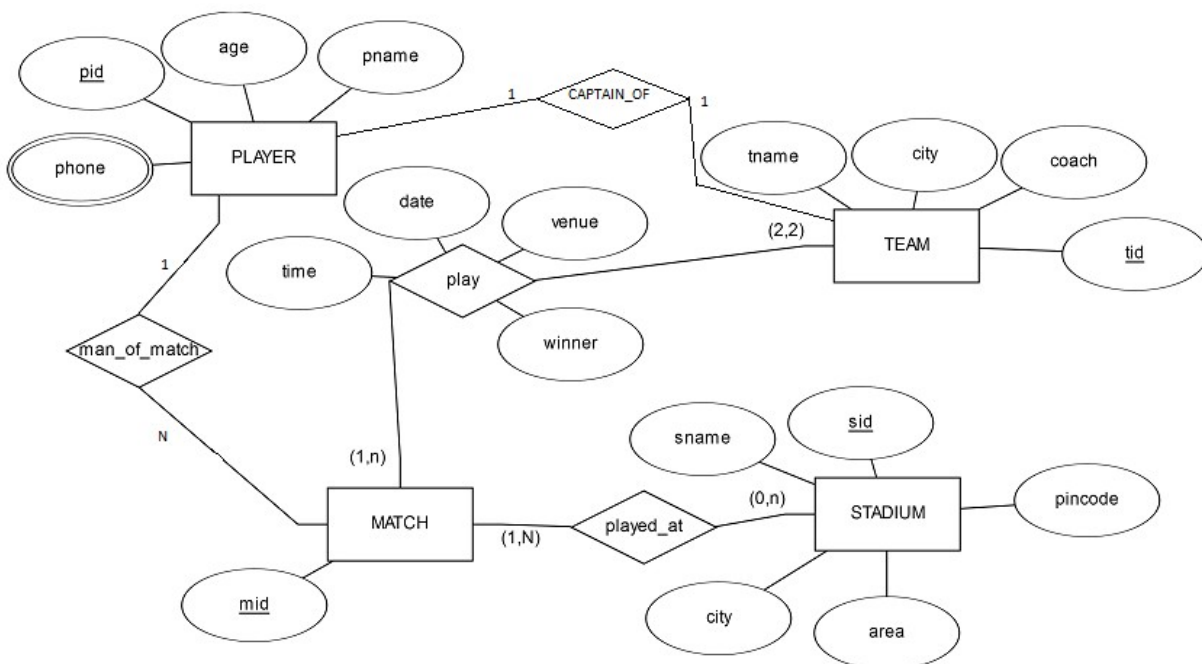 age
pname
pid
CAPTAIN_OF
1
1
PLAYER
phone
tname
city
coach
date
venue
(2,2)
TEAM
tid
time
play
1
winner
man_of_match
sid
sname
N
(1,n)
(0,n)
pincode
MATCH
(1,N)
played_at
STADIUM
mid
city
area